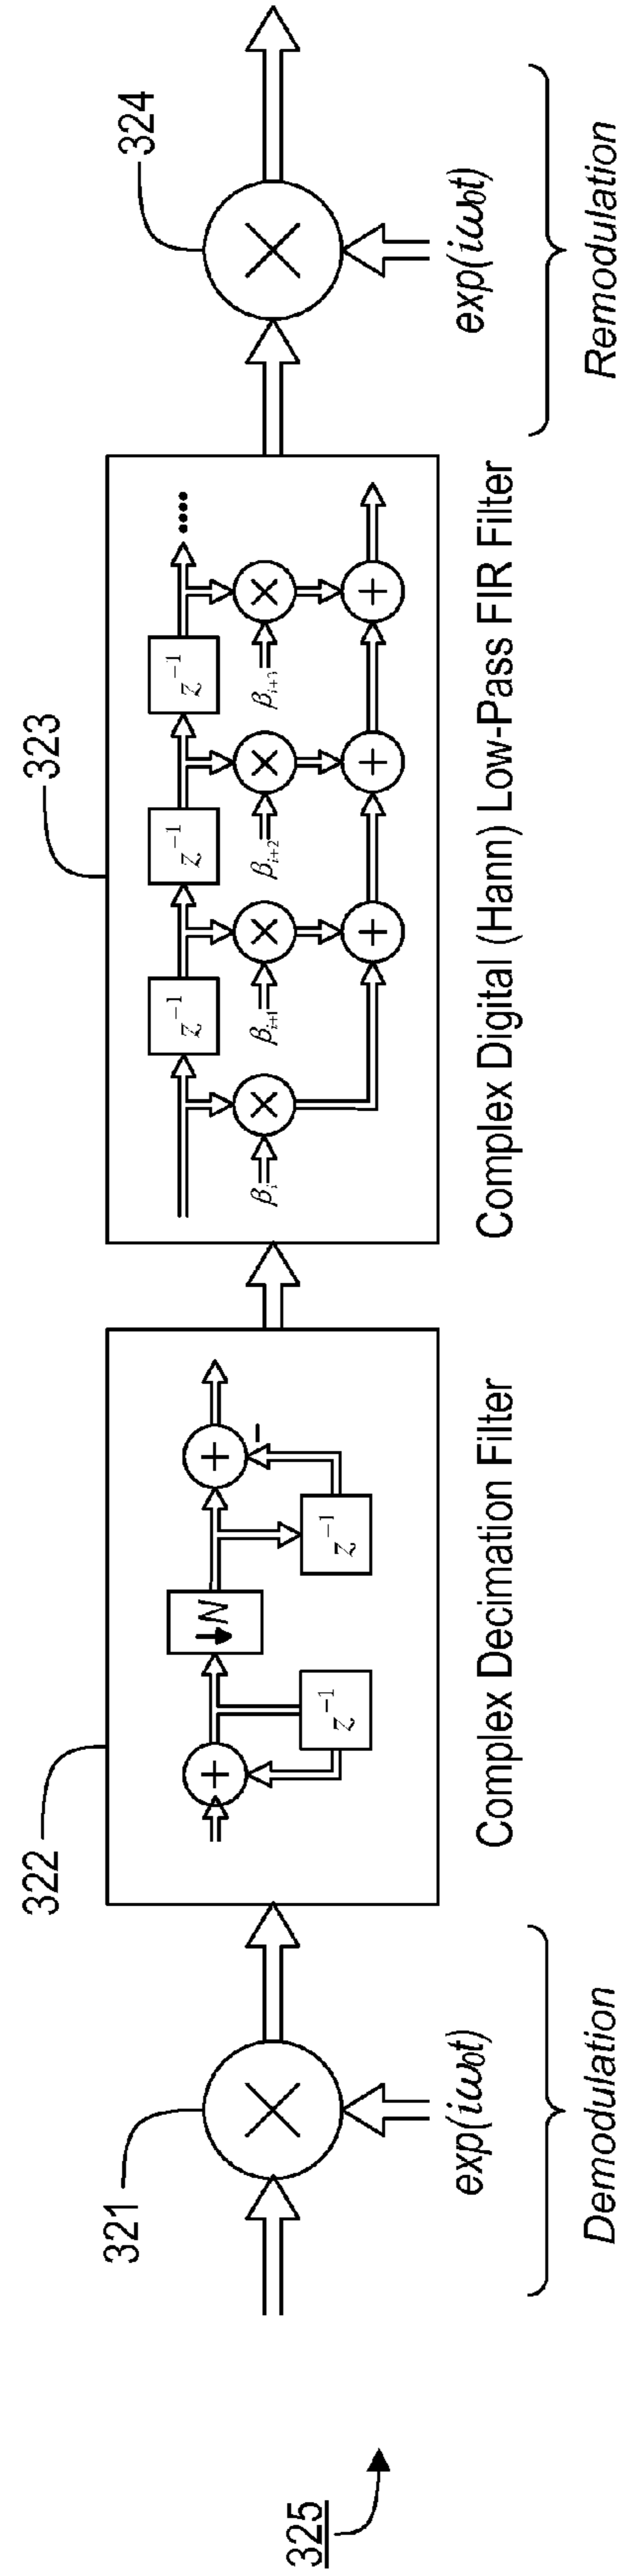 325
321
exp(iω₀t)
Demodulation
322
z⁻¹
↓N
z⁻¹
−
Complex Decimation Filter
323
z⁻¹
z⁻¹
z⁻¹
.....
βᵢ
βᵢ₊₁
βᵢ₊₂
βᵢ₊₃
Complex Digital (Hann) Low-Pass FIR Filter
324
exp(iω₀t)
Remodulation